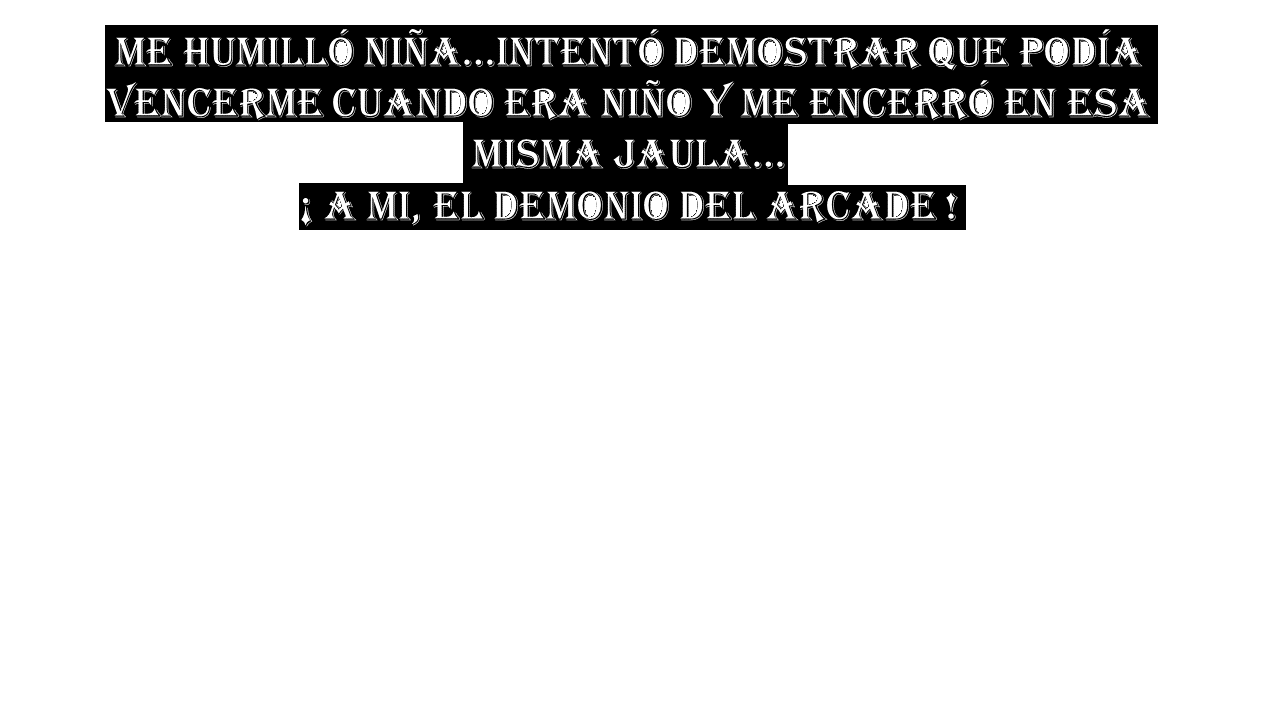 ME HUMILLÓ NIÑA...INTENTÓ DEMOSTRAR QUE PODÍA
VENCERME CUANDO ERA NIÑO Y ME ENCERRÓ EN ESA
MISMA JAULA...
¡ A MI, EL DEMONIO DEL ARCADE !